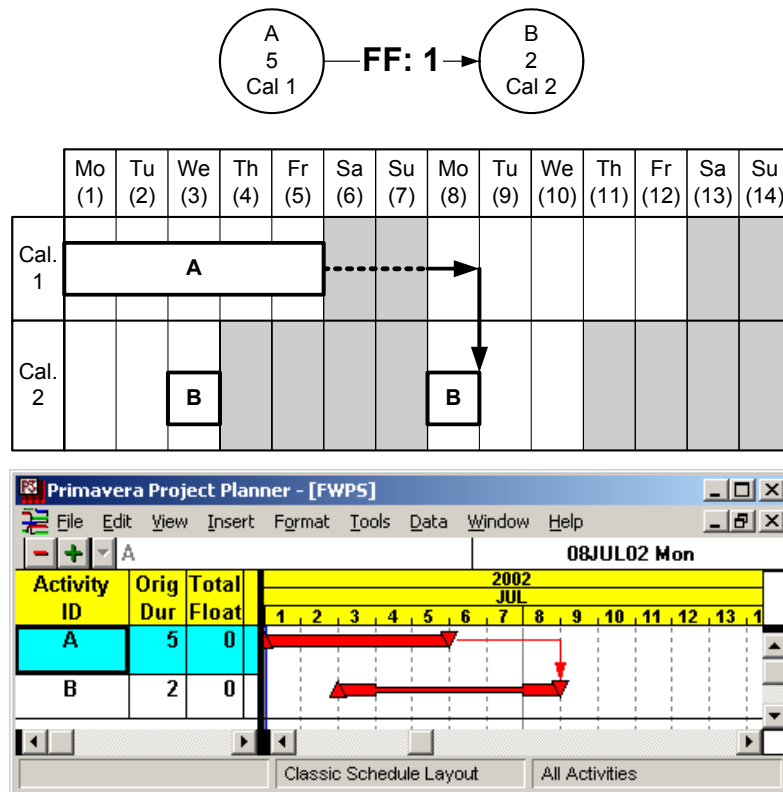 A
5
Cal 1
FF: 1
B
2
Cal 2
Mo Tu We Th Fr Sa Su Mo Tu We Th Fr Sa Su
(1) (2) (3) (4) (5) (6) (7) (8) (9) (10) (11) (12) (13) (14)
Cal. 1
A
Cal. 2
B B
Primavera Project Planner - [FWPS]
File Edit View Insert Format Tools Data Window Help
A 08JUL02 Mon
Activity ID Orig Dur Total Float
2002
JUL
1 2 3 4 5 6 7 8 9 10 11 12 13 1
A 5 0
B 2 0
Classic Schedule Layout All Activities